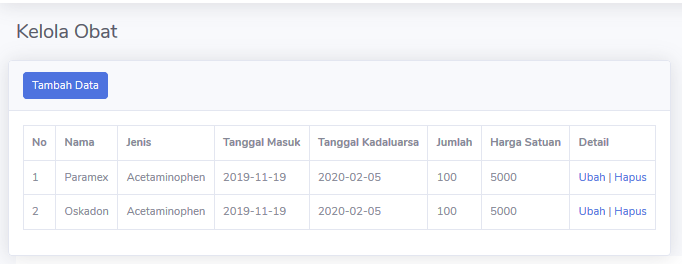 Kelola Obat
Tambah Data
No Nama Jenis Tanggal Masuk Tanggal Kadaluarsa Jumlah Harga Satuan Detail
1 Paramex Acetaminophen 2019-11-19 2020-02-05 100 5000 Ubah | Hapus
2 Oskadon Acetaminophen 2019-11-19 2020-02-05 100 5000 Ubah | Hapus